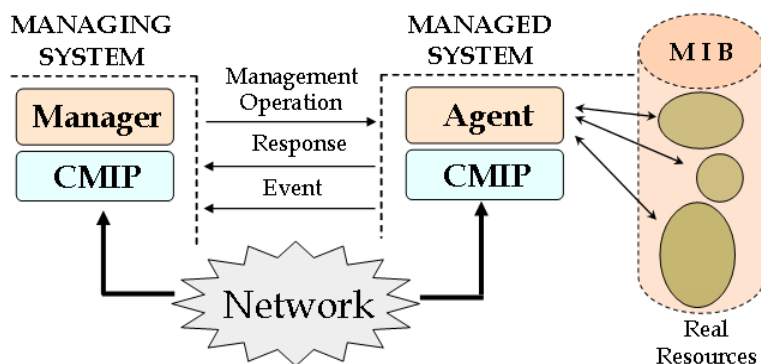 MANAGING
SYSTEM
MANAGED
SYSTEM
M I B
Management
Operation
Manager
Agent
Response
CMIP
CMIP
Event
Network
Real
Resources